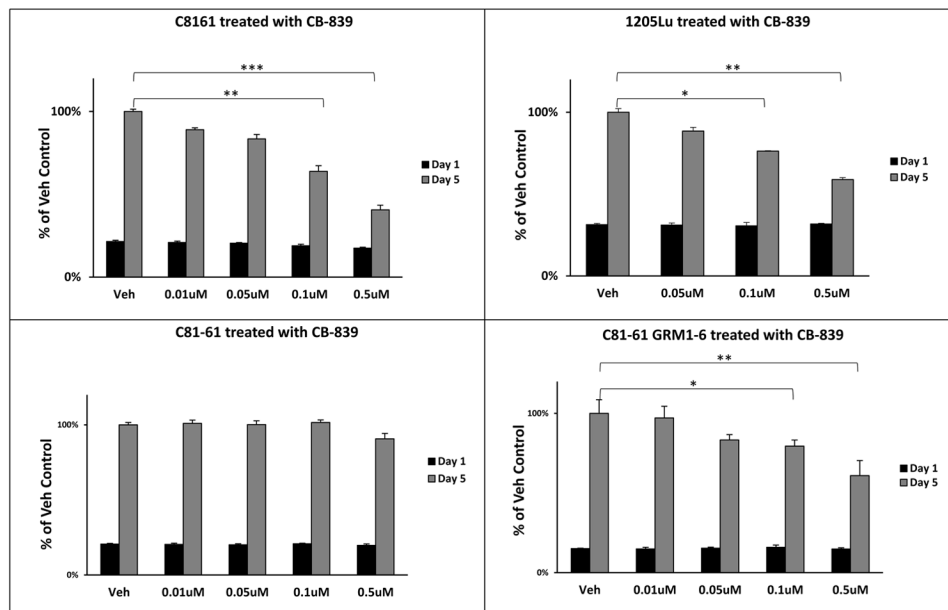 C8161 treated with CB-839
***
**
100%
% of Veh Control
Day 1
Day 5
0%
Veh 0.01uM 0.05uM 0.1uM 0.5uM
1205Lu treated with CB-839
**
*
100%
% of Veh Control
Day 1
Day 5
0%
Veh 0.05uM 0.1uM 0.5uM
C81-61 treated with CB-839
100%
% of Veh Control
Day 1
Day 5
0%
Veh 0.01uM 0.05uM 0.1uM 0.5uM
C81-61 GRM1-6 treated with CB-839
**
*
100%
% of Veh Control
Day 1
Day 5
0%
Veh 0.01uM 0.05uM 0.1uM 0.5uM